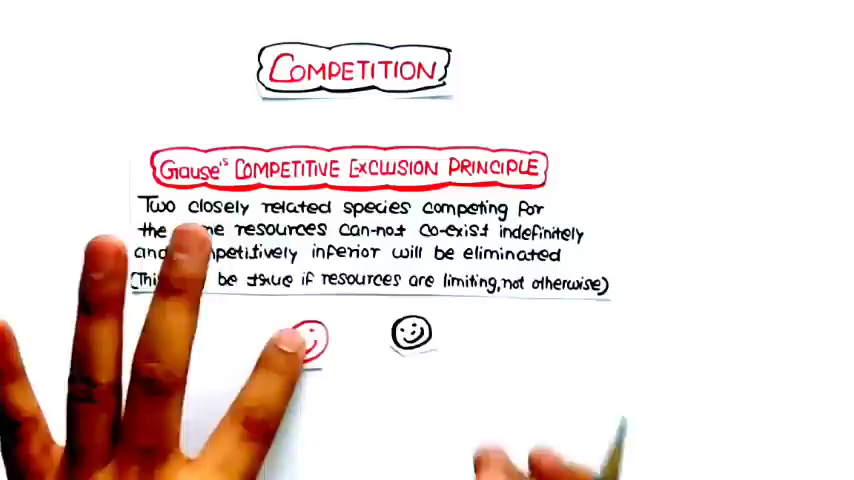 COMPETITION
Gause's COMPETITIVE EXCLUSION PRINCIPLE
Two closely related species competing for
the resources can-not co-exist indefinitely
and inferior will be eliminated
be true if resources are limiting, not otherwise)